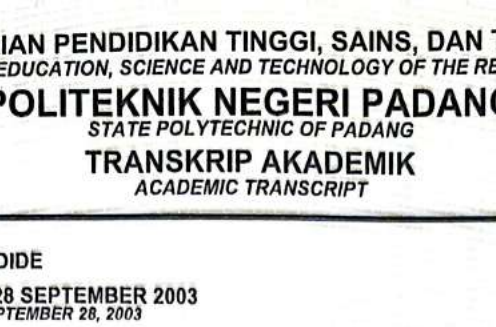 IAN PENDIDIKAN TINGGI, SAINS, DAN T
EDUCATION, SCIENCE AND TECHNOLOGY OF THE RE
POLITEKNIK NEGERI PADANG
STATE POLYTECHNIC OF PADANG
TRANSKRIP AKADEMIK
ACADEMIC TRANSCRIPT
DIDE
28 SEPTEMBER 2003
PTEMBER 28, 2003